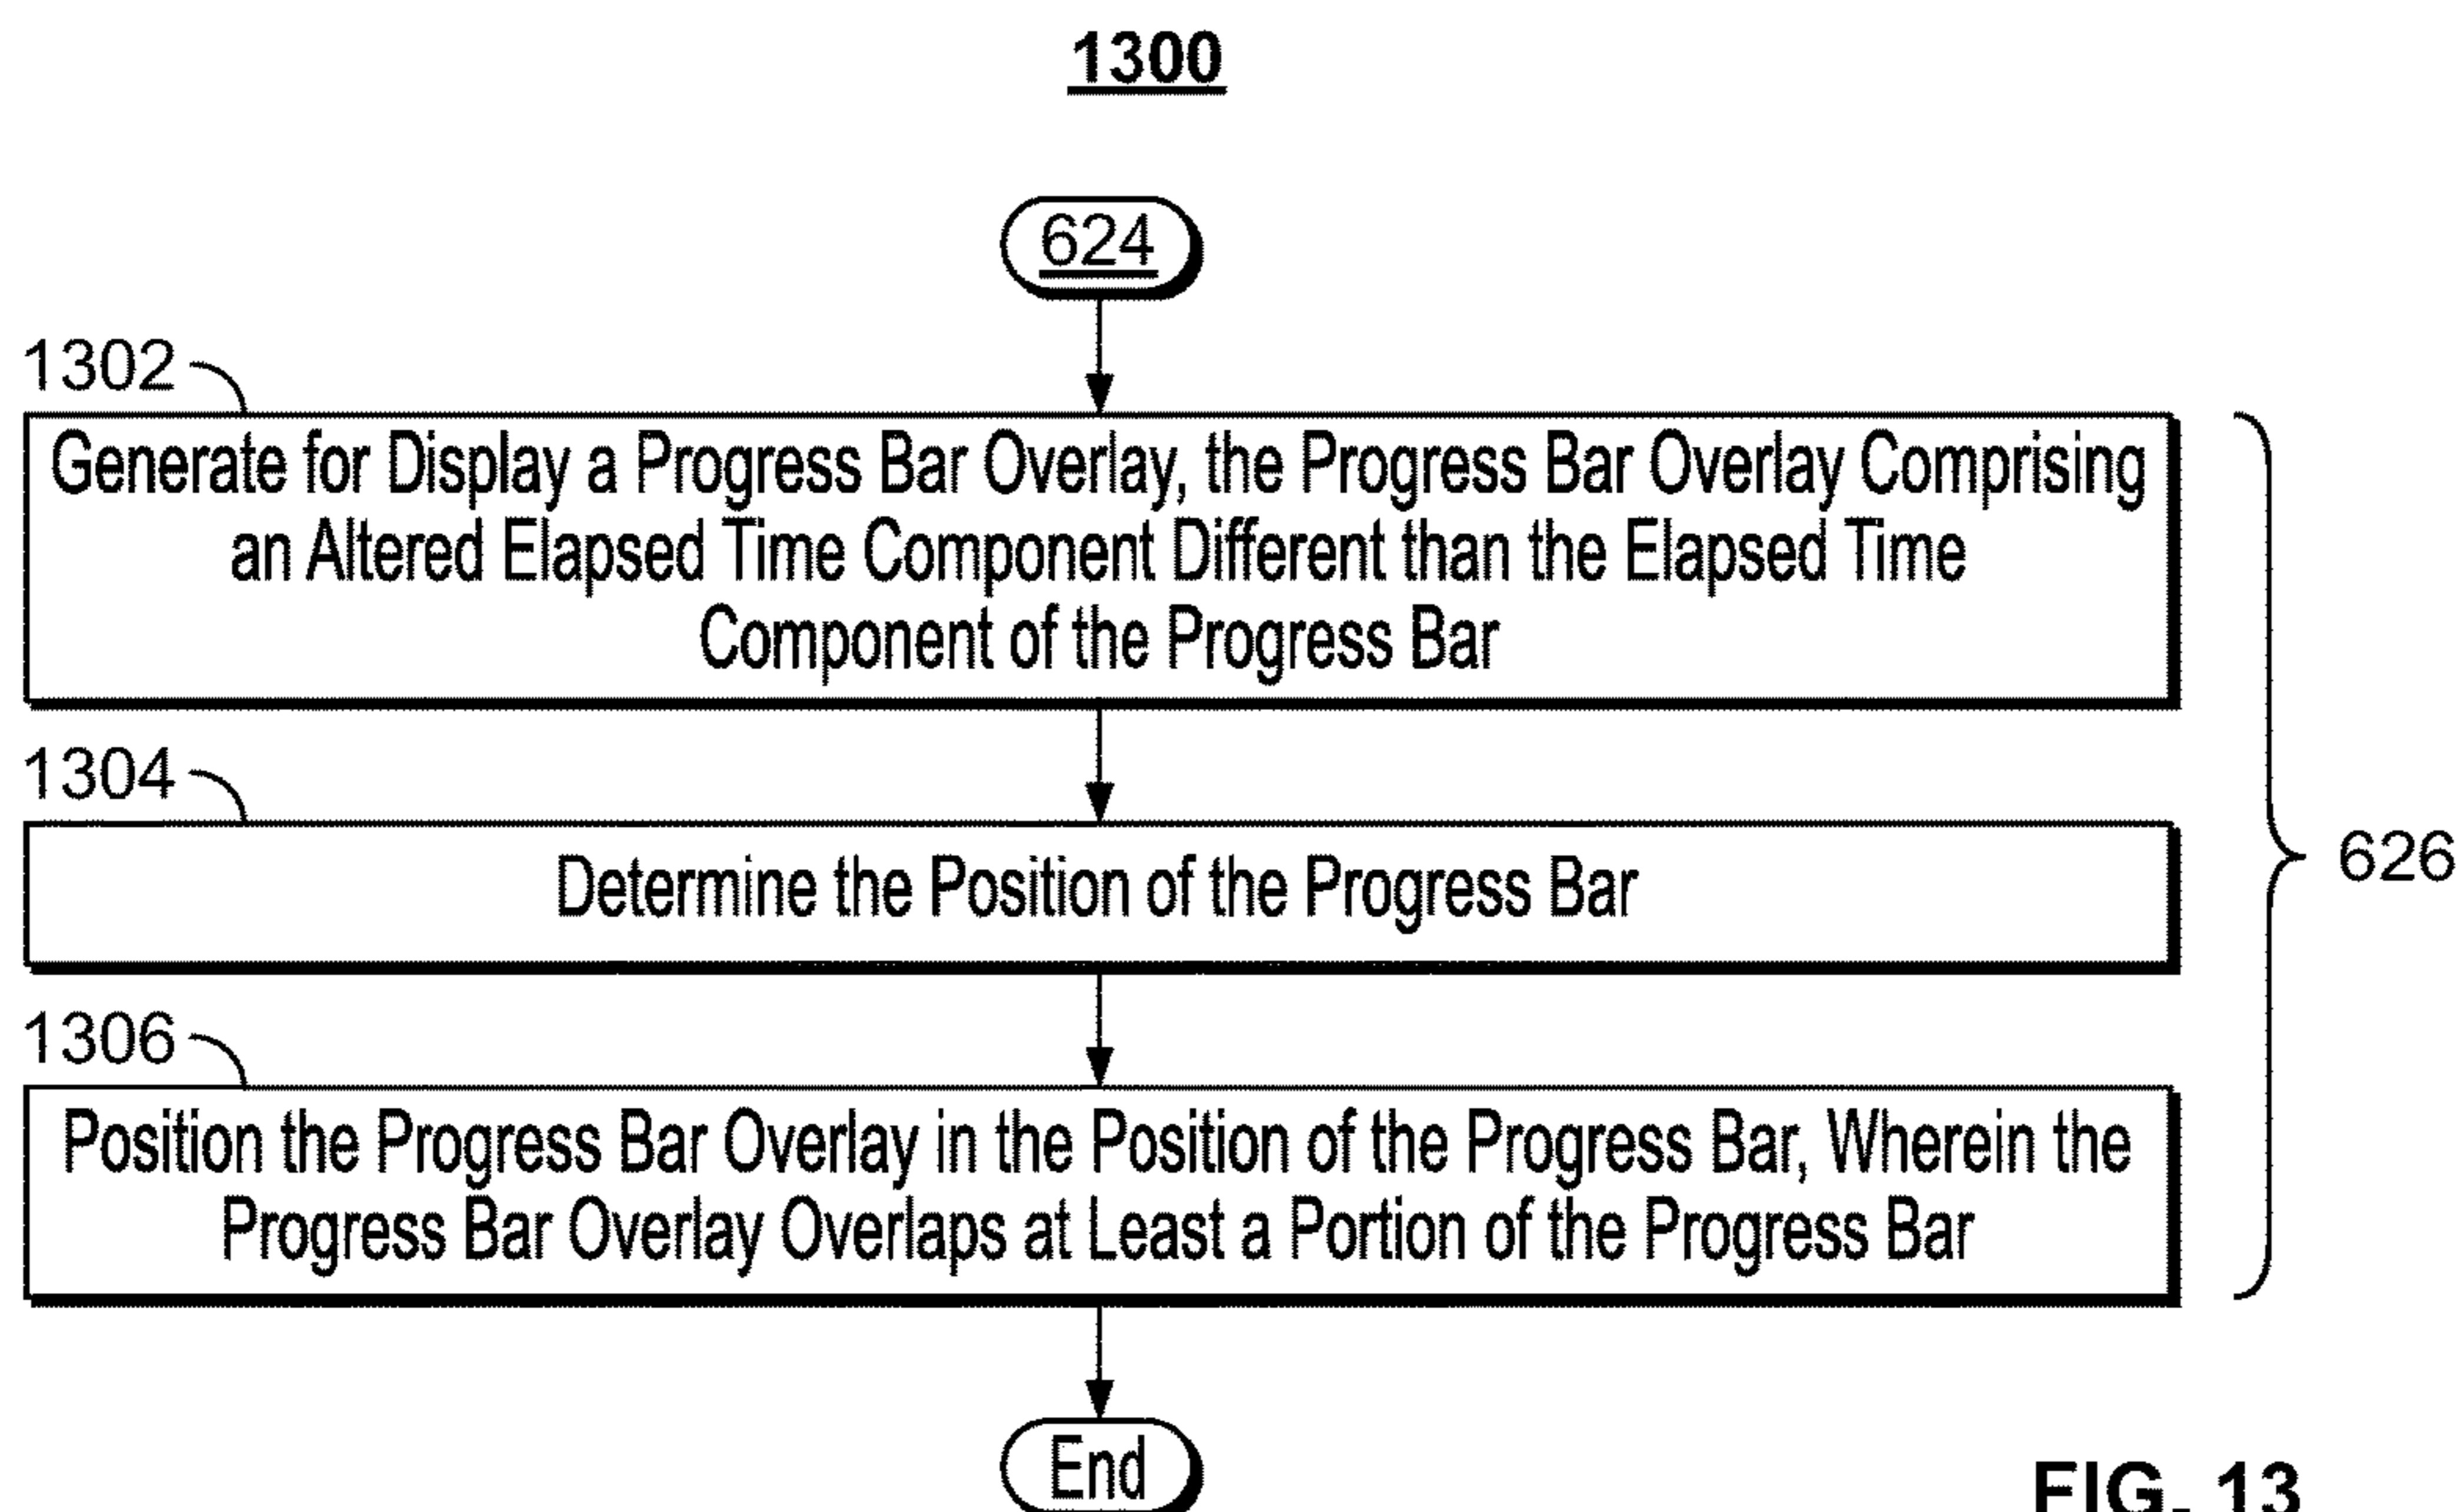 1300
624
1302
Generate for Display a Progress Bar Overlay, the Progress Bar Overlay Comprising
an Altered Elapsed Time Component Different than the Elapsed Time
Component of the Progress Bar
1304
Determine the Position of the Progress Bar
626
1306
Position the Progress Bar Overlay in the Position of the Progress Bar, Wherein the
Progress Bar Overlay Overlaps at Least a Portion of the Progress Bar
End
FIG. 13